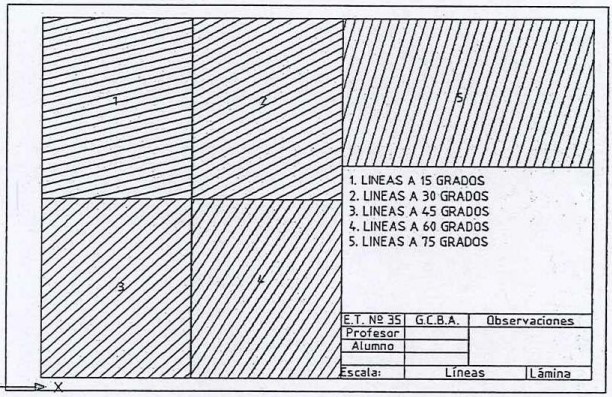 1
2
5
3
4
1. LINEAS A 15 GRADOS
2. LINEAS A 30 GRADOS
3. LINEAS A 45 GRADOS
4. LINEAS A 60 GRADOS
5. LINEAS A 75 GRADOS
E.T. Nº 35 G.C.B.A. Observaciones
Profesor
Alumno
Escala: Líneas Lámina
X